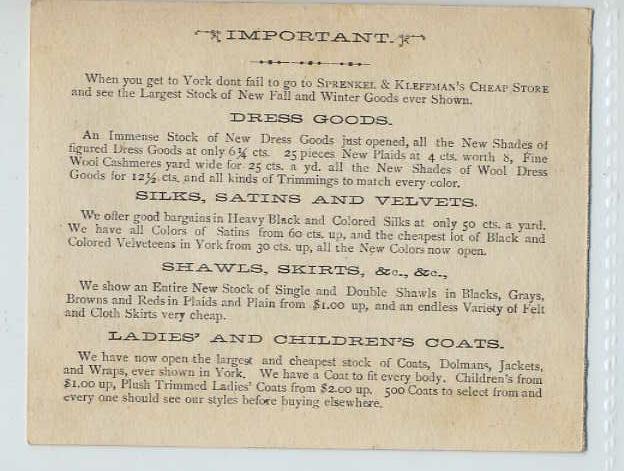 IMPORTANT.
When you get to York dont fail to go to SPRENKEL & KLEFFMAN'S CHEAP STORE
and see the Largest Stock of New Fall and Winter Goods ever Shown.
DRESS GOODS.
An Immense Stock of New Dress Goods just opened, all the New Shades of
figured Dress Goods at only 6¼ cts. 25 pieces New Plaids at 4 cts. worth 8, Fine
Wool Cashmeres yard wide for 25 cts. a yd. all the New Shades of Wool Dress
Goods for 12½ cts. and all kinds of Trimmings to match every color.
SILKS, SATINS AND VELVETS.
We offer good bargains in Heavy Black and Colored Silks at only 50 cts. a yard.
We have all Colors of Satins from 60 cts. up, and the cheapest lot of Black and
Colored Velveteens in York from 30 cts. up, all the New Colors now open.
SHAWLS, SKIRTS, &c., &c.,
We show an Entire New Stock of Single and Double Shawls in Blacks, Grays,
Browns and Reds in Plaids and Plain from $1.00 up, and an endless Variety of Felt
and Cloth Skirts very cheap.
LADIES' AND CHILDREN'S COATS.
We have now open the largest and cheapest stock of Coats, Dolmans, Jackets,
and Wraps, ever shown in York. We have a Coat to fit every body. Children's from
$1.00 up, Plush Trimmed Ladies' Coats from $2.00 up. 500 Coats to select from and
every one should see our styles before buying elsewhere.